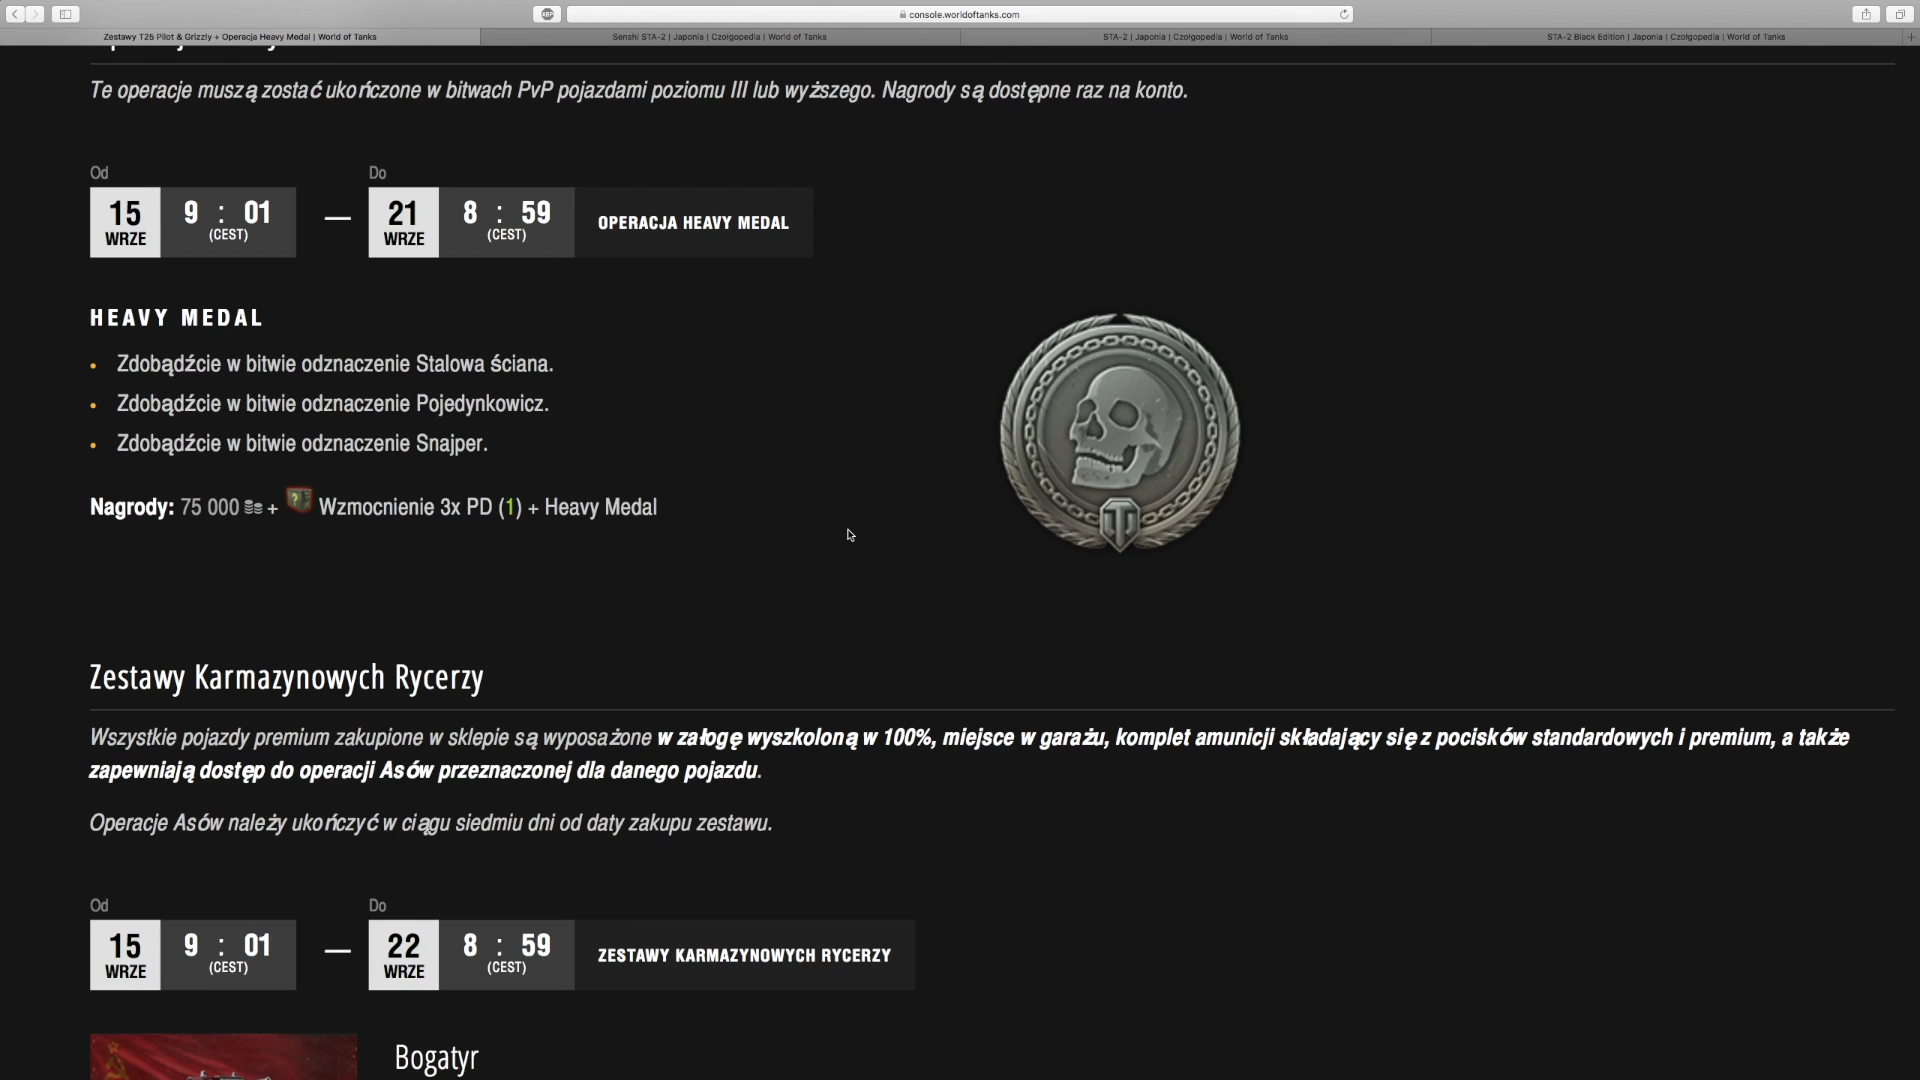 console.worldoftanks.com
Zestawy T25 Pilot & Grizzly + Operacja Heavy Medal | World of Tanks
Senshi STA-2 | Japonia | Czołgopedia | World of Tanks
STA-2 | Japonia | Czołgopedia | World of Tanks
STA-2 Black Edition | Japonia | Czołgopedia | World of Tanks
Te operacje muszą zostać ukończone w bitwach PvP pojazdami poziomu III lub wyższego. Nagrody są dostępne raz na konto.
Od
Do
15 WRZE 9 : 01 (CEST) — 21 WRZE 8 : 59 (CEST) OPERACJA HEAVY MEDAL
HEAVY MEDAL
• Zdobądźcie w bitwie odznaczenie Stalowa ściana.
• Zdobądźcie w bitwie odznaczenie Pojedynkowicz.
• Zdobądźcie w bitwie odznaczenie Snajper.
Nagrody: 75 000 + Wzmocnienie 3x PD (1) + Heavy Medal
Zestawy Karmazynowych Rycerzy
Wszystkie pojazdy premium zakupione w sklepie są wyposażone w załogę wyszkoloną w 100%, miejsce w garażu, komplet amunicji składający się z pocisków standardowych i premium, a także
zapewniają dostęp do operacji Asów przeznaczonej dla danego pojazdu.
Operacje Asów należy ukończyć w ciągu siedmiu dni od daty zakupu zestawu.
Od
Do
15 WRZE 9 : 01 (CEST) — 22 WRZE 8 : 59 (CEST) ZESTAWY KARMAZYNOWYCH RYCERZY
Bogatyr